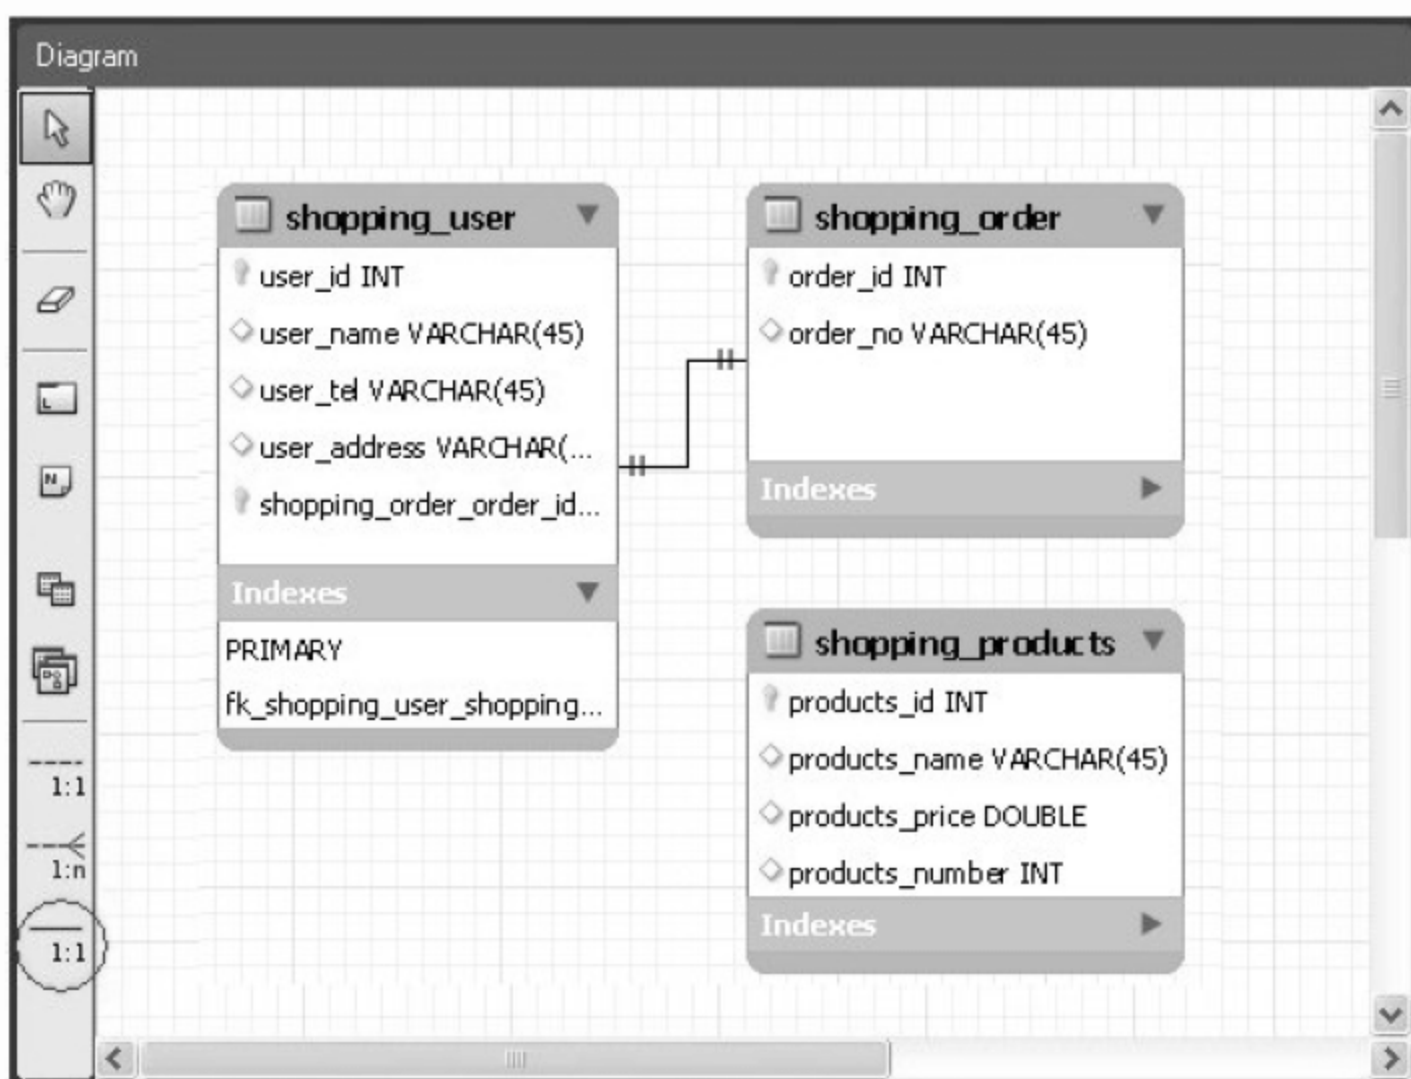 Diagram
shopping_user
user_id INT
user_name VARCHAR(45)
user_tel VARCHAR(45)
user_address VARCHAR(...
shopping_order_order_id...
Indexes
PRIMARY
fk_shopping_user_shopping...
shopping_order
order_id INT
order_no VARCHAR(45)
Indexes
shopping_products
products_id INT
products_name VARCHAR(45)
products_price DOUBLE
products_number INT
Indexes
L
N
1:1
1:n
1:1